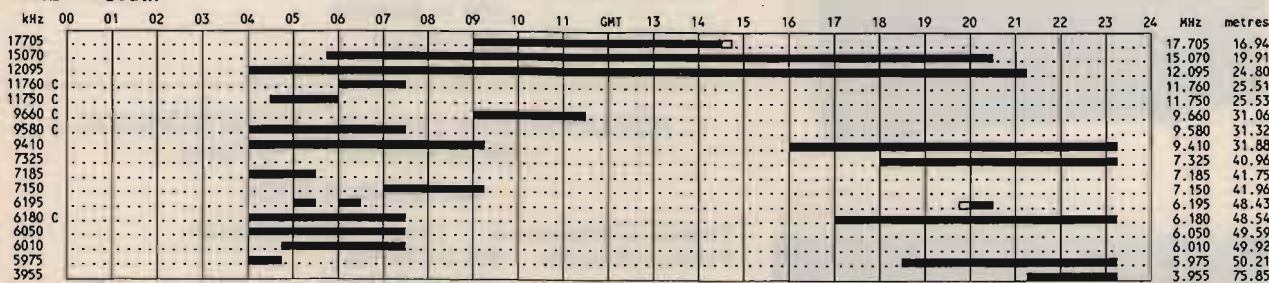 kHz 00 01 02 03 04 05 06 07 08 09 10 11 GMT 13 14 15 16 17 18 19 20 21 22 23 24 MHz metres
17705 17.705 16.94
15070 15.070 19.91
12095 12.095 24.80
11760 C 11.760 25.51
11750 C 11.750 25.53
9660 C 9.660 31.06
9580 C 9.580 31.32
9410 9.410 31.88
7325 7.325 40.96
7185 7.185 41.75
7150 7.150 41.96
6195 6.195 48.43
6180 C 6.180 48.54
6050 6.050 49.59
6010 6.010 49.92
5975 5.975 50.21
3955 3.955 75.85